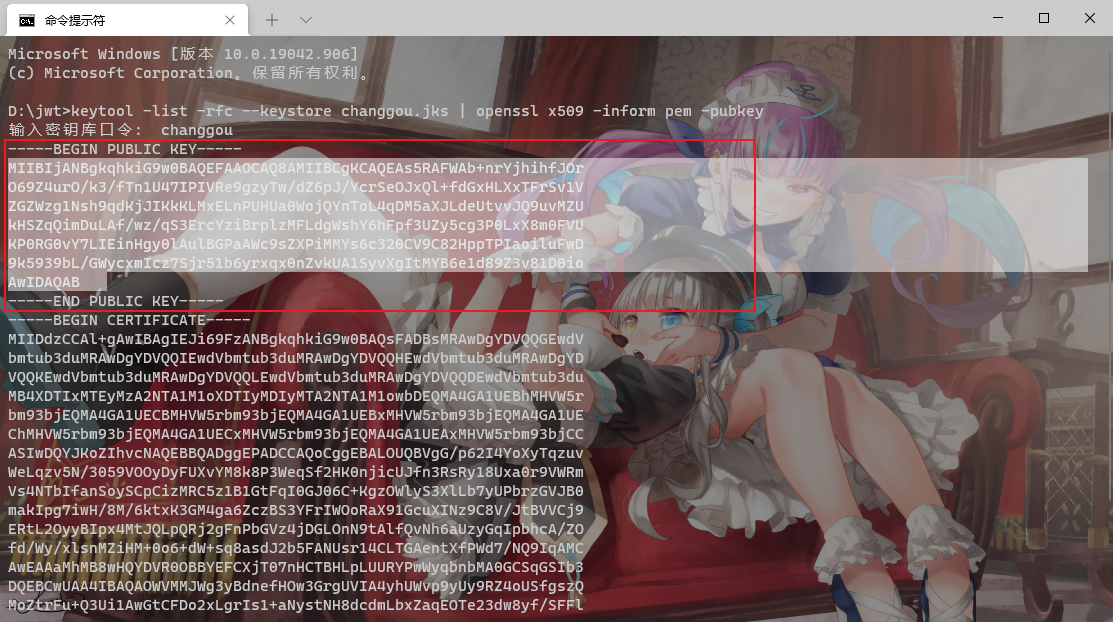 命令提示符
Microsoft Windows [版本 10.0.19042.906]
(c) Microsoft Corporation。保留所有权利。
D:\jwt>keytool -list -rfc --keystore changgou.jks | openssl x509 -inform pem -pubkey
输入密钥库口令:  changgou
-----BEGIN PUBLIC KEY-----
MIIBIjANBgkqhkiG9w0BAQEFAAOCAQ8AMIIBCgKCAQEAs5RAFWAb+nrYjhihfJOr
O69Z4urO/k3/fTn1U47IPIVRe9gzyTw/dZ6pJ/YcrSeOJxQl+fdGxHLXxTFrSv1V
ZGZWzg1Nsh9qdKjJIKkKLMxELnPUHUa0WojQYnToL4qDM5aXJLdeUtvvJQ9uvMZU
kHSZqQimDuLAf/wz/qS3ErcYziBrplzMFLdgWshY6hFpf3UZy5cg3P0LxX8m0FVU
KP0RG0vY7LIEinHgy0lAulBGPaAWc9sZXPiMMYs6c320CV9C82HppTPIaoiluFwD
9k5939bL/GWycxmIcz7Sjr51b6yrxqx0nZvkUA1SyvXgItMYB6e1d89Z3v81D0io
AwIDAQAB
-----END PUBLIC KEY-----
-----BEGIN CERTIFICATE-----
MIIDdzCCAl+gAwIBAgIEJi69FzANBgkqhkiG9w0BAQsFADBsMRAwDgYDVQQGEwdV
bmtub3duMRAwDgYDVQQIEwdVbmtub3duMRAwDgYDVQQHEwdVbmtub3duMRAwDgYD
VQQKEwdVbmtub3duMRAwDgYDVQQLEwdVbmtub3duMRAwDgYDVQQDEwdVbmtub3du
MB4XDTIxMTEyMzA2NTA1M1oXDTIyMDIyMTA2NTA1M1owbDEQMA4GA1UEBhMHVW5r
bm93bjEQMA4GA1UECBMHVW5rbm93bjEQMA4GA1UEBxMHVW5rbm93bjEQMA4GA1UE
ChMHVW5rbm93bjEQMA4GA1UECxMHVW5rbm93bjEQMA4GA1UEAxMHVW5rbm93bjCC
ASIwDQYJKoZIhvcNAQEBBQADggEPADCCAQoCggEBALOUQBVgG/p62I4YoXyTqzuv
WeLqzv5N/3059VOOyDyFUXvYM8k8P3WeqSf2HK0njicUJfn3RsRy18Uxa0r9VWRm
Vs4NTbIfanSoySCpCizMRC5z1B1GtFqI0GJ06C+KgzOWlyS3XlLb7yUPbrzGVJB0
makIpg7iwH/8M/6ktxK3GM4ga6ZczBS3YFrIWOoRaX91GcuXINz9C8V/JtBVVCj9
ERtL2OyyBIpx4MtJQLpQRj2gFnPbGVz4jDGLOnN9tAlfQvNh6aUzyGqIpbhcA/ZO
fd/Wy/xlsnMZiHM+0o6+dW+sq8asdJ2b5FANUsr14CLTGAentXfPWd7/NQ9IqAMC
AwEAAaMhMB8wHQYDVR0OBBYEFCXjT07nHCTBHLpLUURYPwWyqbnbMA0GCSqGSIb3
DQEBCwUAA4IBAQAOWVMMJWg3yBdnefHOw3GrgUVIA4yhUWvp9yUy9RZ4oUSfgszQ
MoZtrFu+Q3Ui1AwGtCFDo2xLgrIs1+aNystNH8dcdmLbxZaqEOTe23dw8yf/SFFl